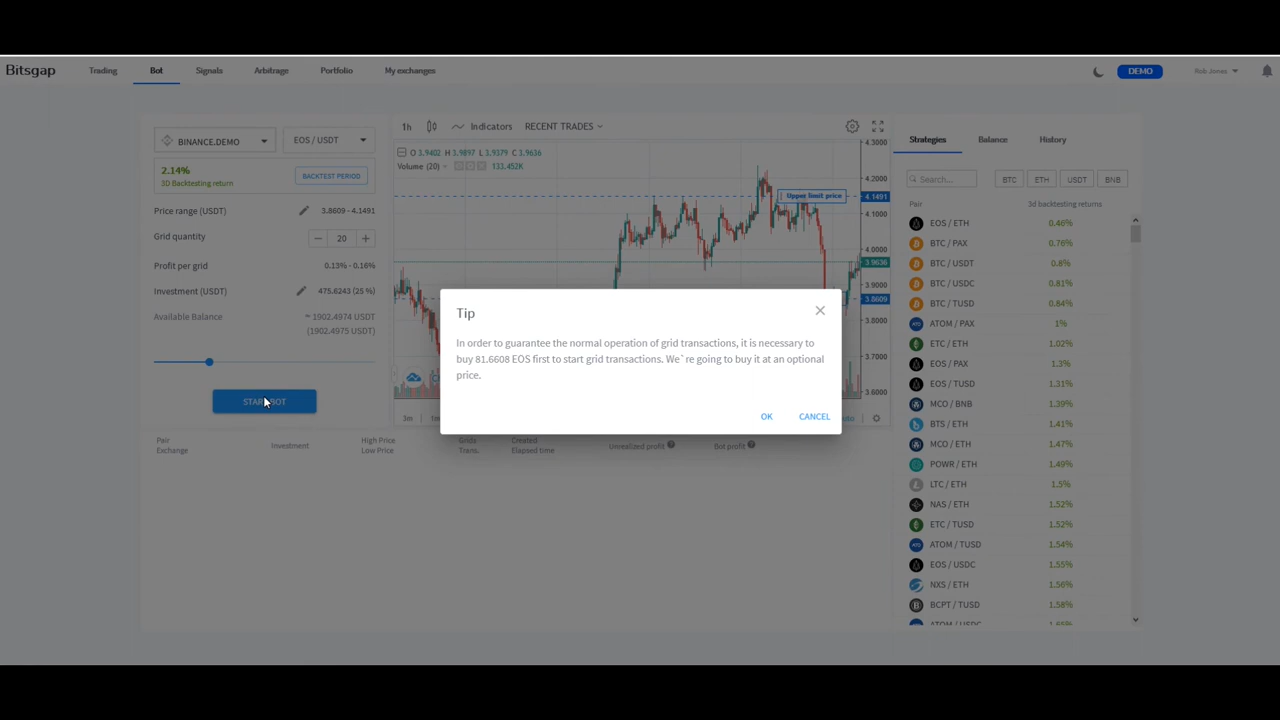 Bitsgap
Trading
Bot
Signals
Arbitrage
Portfolio
My exchanges
DEMO
Rob Jones
BINANCE.DEMO
EOS / USDT
2.14%
3D Backtesting return
BACKTEST PERIOD
Price range (USDT)
3.8609 - 4.1491
Grid quantity
20
Profit per grid
0.13% - 0.16%
Investment (USDT)
475.6243 (25 %)
Available Balance
≈ 1902.4974 USDT
(1902.4975 USDT)
START BOT
1h
Indicators
RECENT TRADES
O 3.9402 H 3.9897 L 3.9379 C 3.9636
Volume (20)
133.452K
Upper limit price
4.3000
4.2000
4.1491
4.1000
4.0000
3.9636
3.8609
3.8000
3.7000
3.6000
3m
Tip
In order to guarantee the normal operation of grid transactions, it is necessary to
buy 81.6608 EOS first to start grid transactions. We`re going to buy it at an optional
price.
OK
CANCEL
Pair
Exchange
Investment
High Price
Low Price
Grids
Trans.
Created
Elapsed time
Unrealized profit
Bot profit
Strategies
Balance
History
Search...
BTC
ETH
USDT
BNB
Pair
3d backtesting returns
EOS / ETH 0.46%
BTC / PAX 0.76%
BTC / USDT 0.8%
BTC / USDC 0.81%
BTC / TUSD 0.84%
ATOM / PAX 1%
ETC / ETH 1.02%
EOS / PAX 1.3%
EOS / TUSD 1.31%
MCO / BNB 1.39%
BTS / ETH 1.41%
MCO / ETH 1.47%
POWR / ETH 1.49%
LTC / ETH 1.5%
NAS / ETH 1.52%
ETC / TUSD 1.52%
ATOM / TUSD 1.54%
EOS / USDC 1.55%
NXS / ETH 1.56%
BCPT / TUSD 1.58%
ATOM / USDC 1.65%